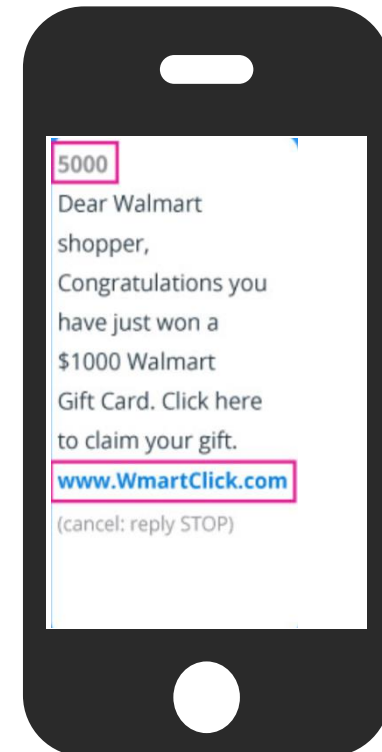 5000
Dear Walmart
shopper,
Congratulations you
have just won a
$1000 Walmart
Gift Card. Click here
to claim your gift.
www.WmartClick.com
(cancel: reply STOP)